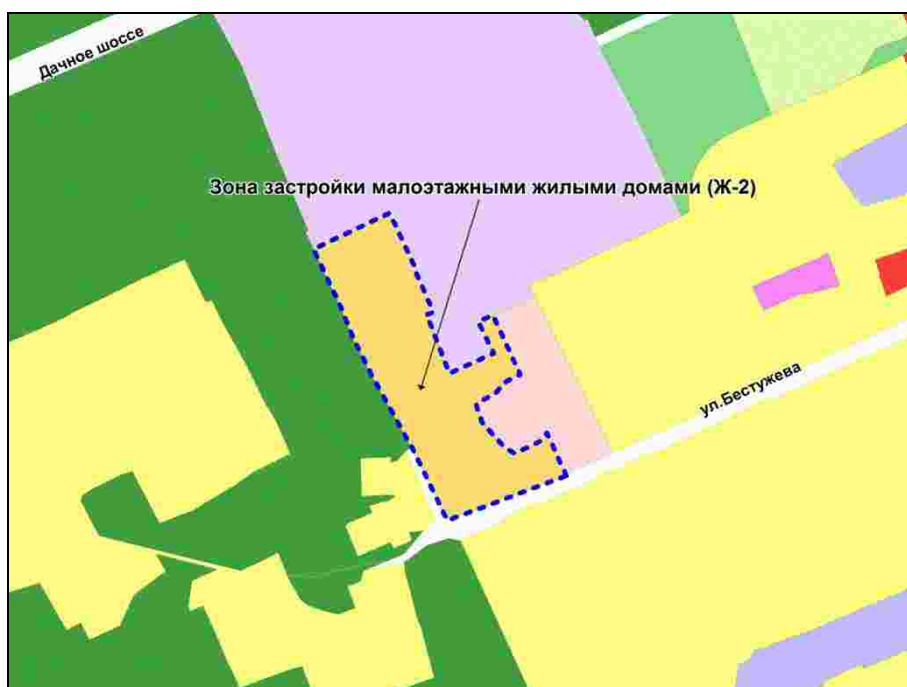 Дачное шоссе
Зона застройки малоэтажными жилыми домами (Ж-2)
ул.Бестужева